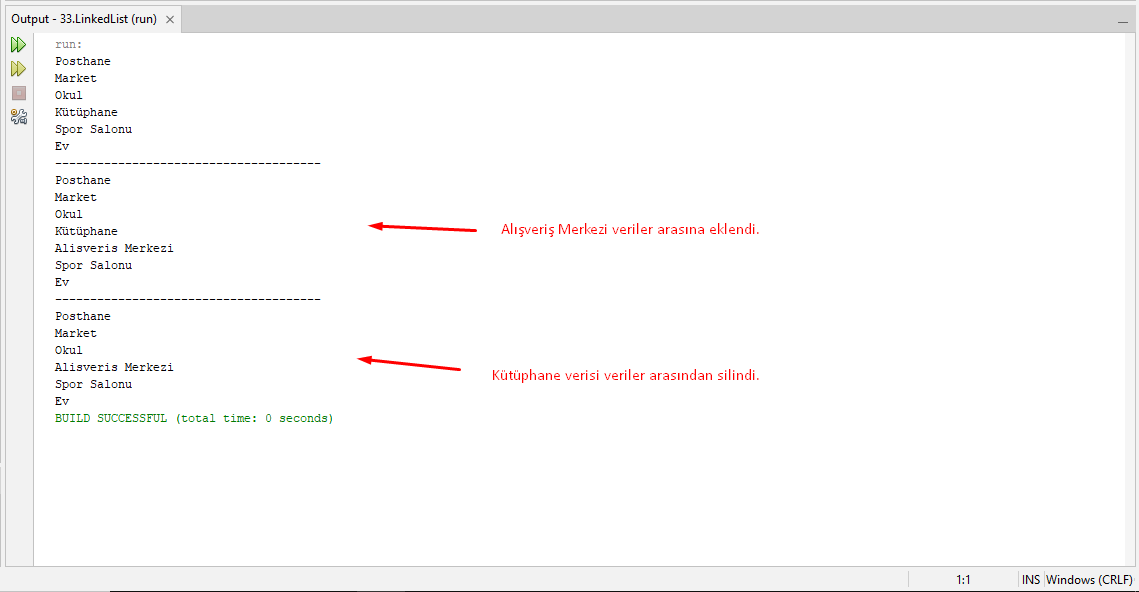 Output - 33.LinkedList (run)
run:
Posthane
Market
Okul
Kütüphane
Spor Salonu
Ev
--------------------------------------
Posthane
Market
Okul
Kütüphane
Alışveriş Merkezi veriler arasına eklendi.
Alisveris Merkezi
Spor Salonu
Ev
--------------------------------------
Posthane
Market
Okul
Alisveris Merkezi
Kütüphane verisi veriler arasından silindi.
Spor Salonu
Ev
BUILD SUCCESSFUL (total time: 0 seconds)
1:1 INS Windows (CRLF)